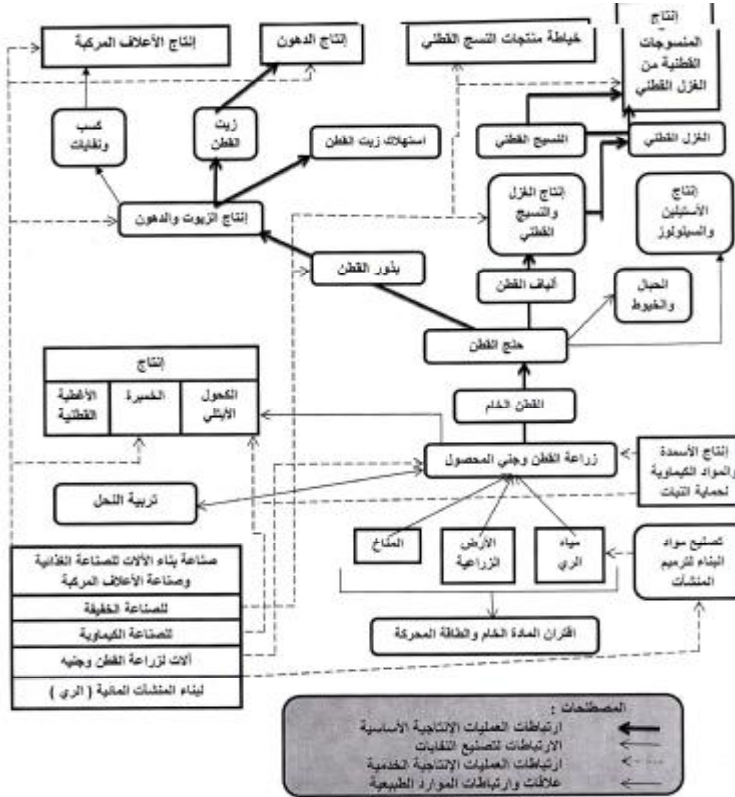 إنتاج الأعلاف المركبة
إنتاج الدهون
خياطة منتجات النسج القطني
إنتاج
المنسوجات
القطنية من
الغزل القطني
كسب
ونفايات
زيت
القطن
استهلاك زيت القطن
النسيج القطني
الغزل القطني
إنتاج الزيوت والدهون
إنتاج الغزل
والنسيج
القطني
إنتاج
الأستيلين
والسيلولوز
بذور القطن
ألياف القطن
الحبال
والخيوط
حلج القطن
إنتاج
الكحول
الأيثلي
الخميرة
الأغطية
القطنية
القطن الخام
زراعة القطن وجني المحصول
إنتاج الأسمدة
والمواد الكيماوية
لحماية النبات
تربية النحل
المناخ
الأرض
الزراعية
مياه
الري
تصنيع مواد
البناء لترميم
المنشآت
صناعة بناء الألات للصناعة الغذائية
وصناعة الأعلاف المركبة
للصناعة الخفيفة
للصناعة الكيماوية
آلات لزراعة القطن وجنيه
لبناء المنشآت المائية ( الري )
اقتران المادة الخام والطاقة المحركة
المصطلحات :
ارتباطات العمليات الإنتاجية الأساسية
الارتباطات لتصنيع النفايات
ارتباطات العمليات الإنتاجية الخدمية
علاقات وارتباطات الموارد الطبيعية